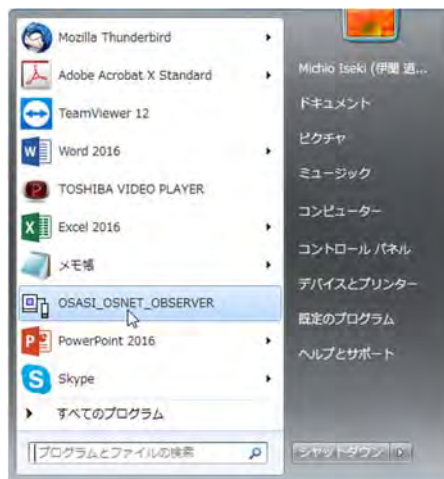 Mozilla Thunderbird
Adobe Acrobat X Standard
TeamViewer 12
Word 2016
TOSHIBA VIDEO PLAYER
Excel 2016
メモ帳
OSASI_OSNET_OBSERVER
PowerPoint 2016
Skype
すべてのプログラム
プログラムとファイルの検索
Michio Iseki (伊関 道...
ドキュメント
ピクチャ
ミュージック
コンピューター
コントロール パネル
デバイスとプリンター
既定のプログラム
ヘルプとサポート
シャットダウン